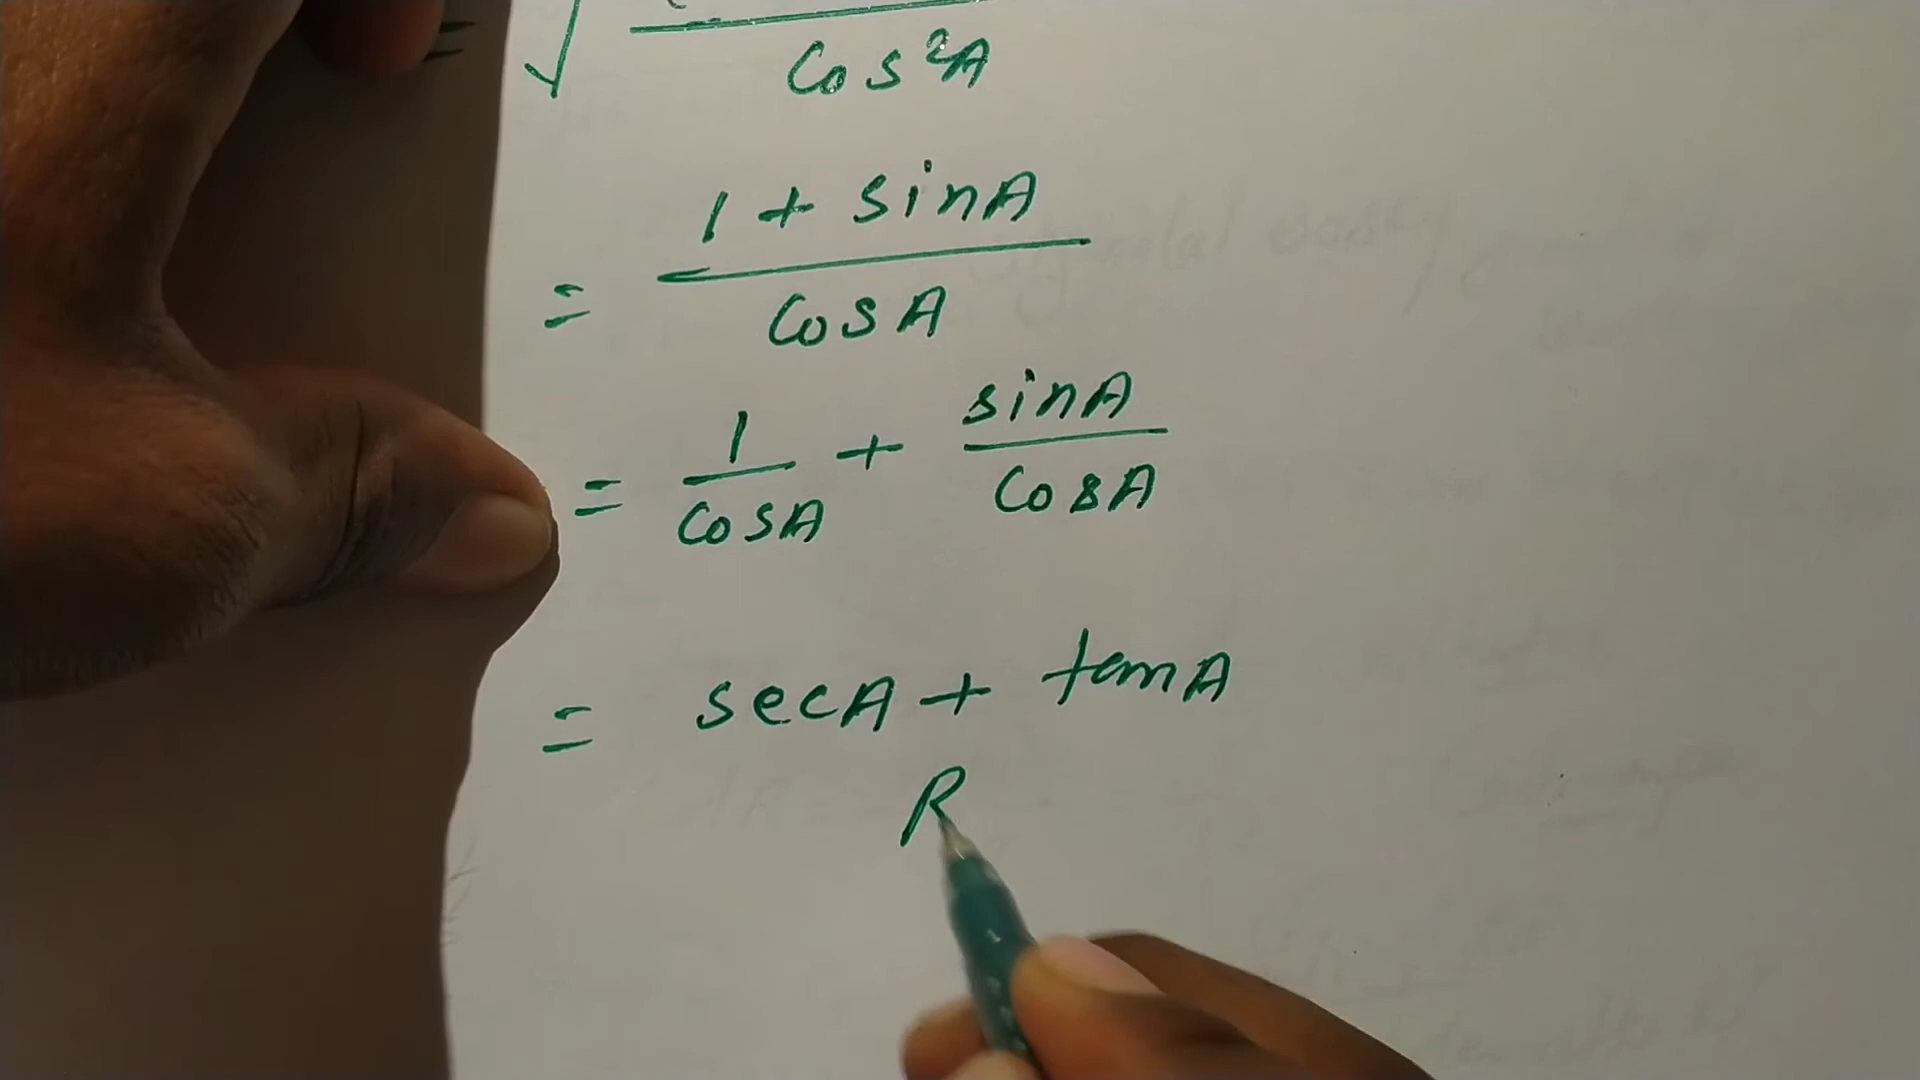 √ cos²A
= 1 + sinA / cosA
= 1/cosA + sinA/cosA
= secA + tanA
R